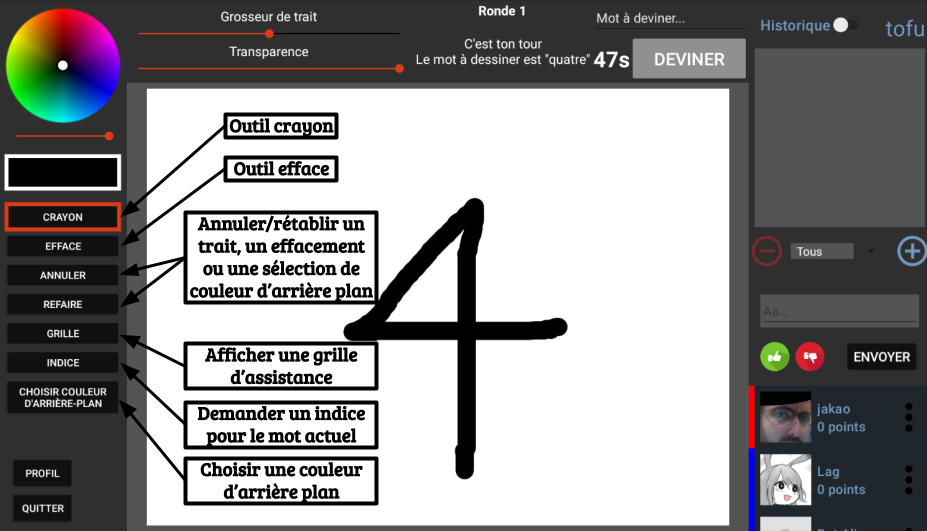 Grosseur de trait
Transparence
Ronde 1
C'est ton tour
Le mot à dessiner est "quatre"
47s
Mot à deviner...
DEVINER
Historique
tofu
CRAYON
EFFACE
ANNULER
REFAIRE
GRILLE
INDICE
CHOISIR COULEUR
D'ARRIÈRE-PLAN
PROFIL
QUITTER
Outil crayon
Outil efface
Annuler/rétablir un
trait, un effacement
ou une sélection de
couleur d'arrière plan
Afficher une grille
d'assistance
Demander un indice
pour le mot actuel
Choisir une couleur
d'arrière plan
4
Tous
Aa...
ENVOYER
jakao
0 points
Lag
0 points